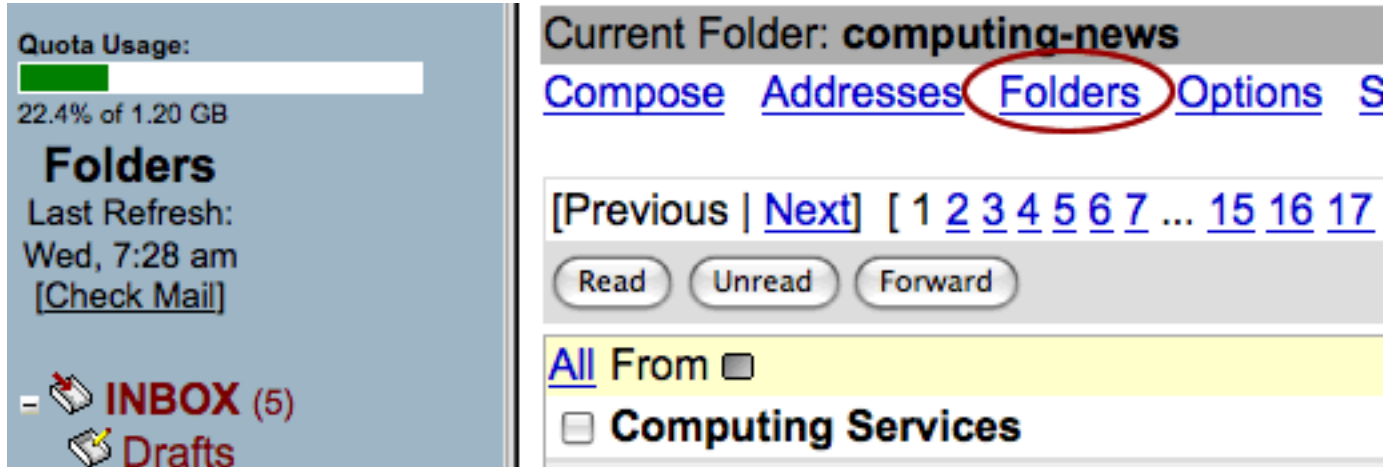 Quota Usage:
22.4% of 1.20 GB
Folders
Last Refresh:
Wed, 7:28 am
[Check Mail]
INBOX (5)
Drafts
Current Folder: computing-news
Compose Addresses Folders Options S
[Previous | Next] [ 1 2 3 4 5 6 7 ... 15 16 17
Read Unread Forward
All From
Computing Services